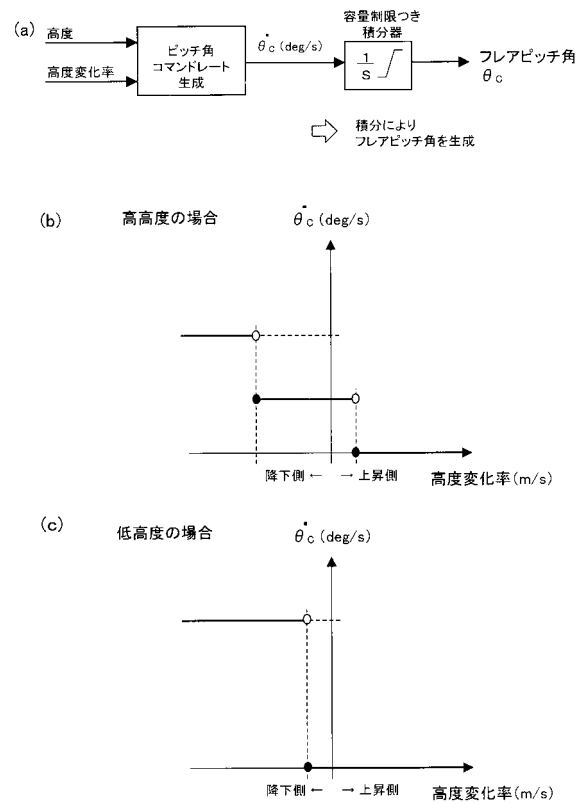 (a)
高度
高度変化率
ピッチ角
コマンドレート
生成
θ̇c (deg/s)
容量制限つき
積分器
1
S
フレアピッチ角
θc
積分により
フレアピッチ角を生成
(b)
高高度の場合
θ̇c (deg/s)
降下側 ← → 上昇側
高度変化率(m/s)
(c)
低高度の場合
θ̇c (deg/s)
降下側 ← → 上昇側
高度変化率(m/s)